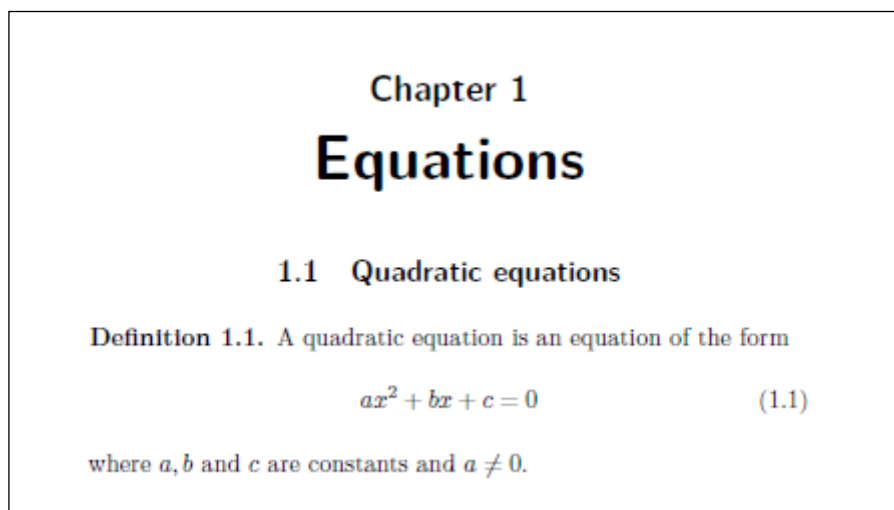 Chapter 1
Equations
1.1 Quadratic equations
Definition 1.1. A quadratic equation is an equation of the form
ax² + bx + c = 0 (1.1)
where a, b and c are constants and a ≠ 0.